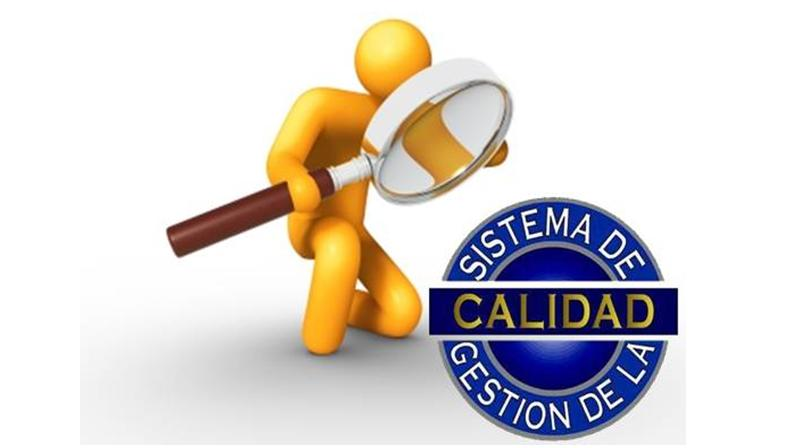 SISTEMA DE
CALIDAD
GESTION DE LA